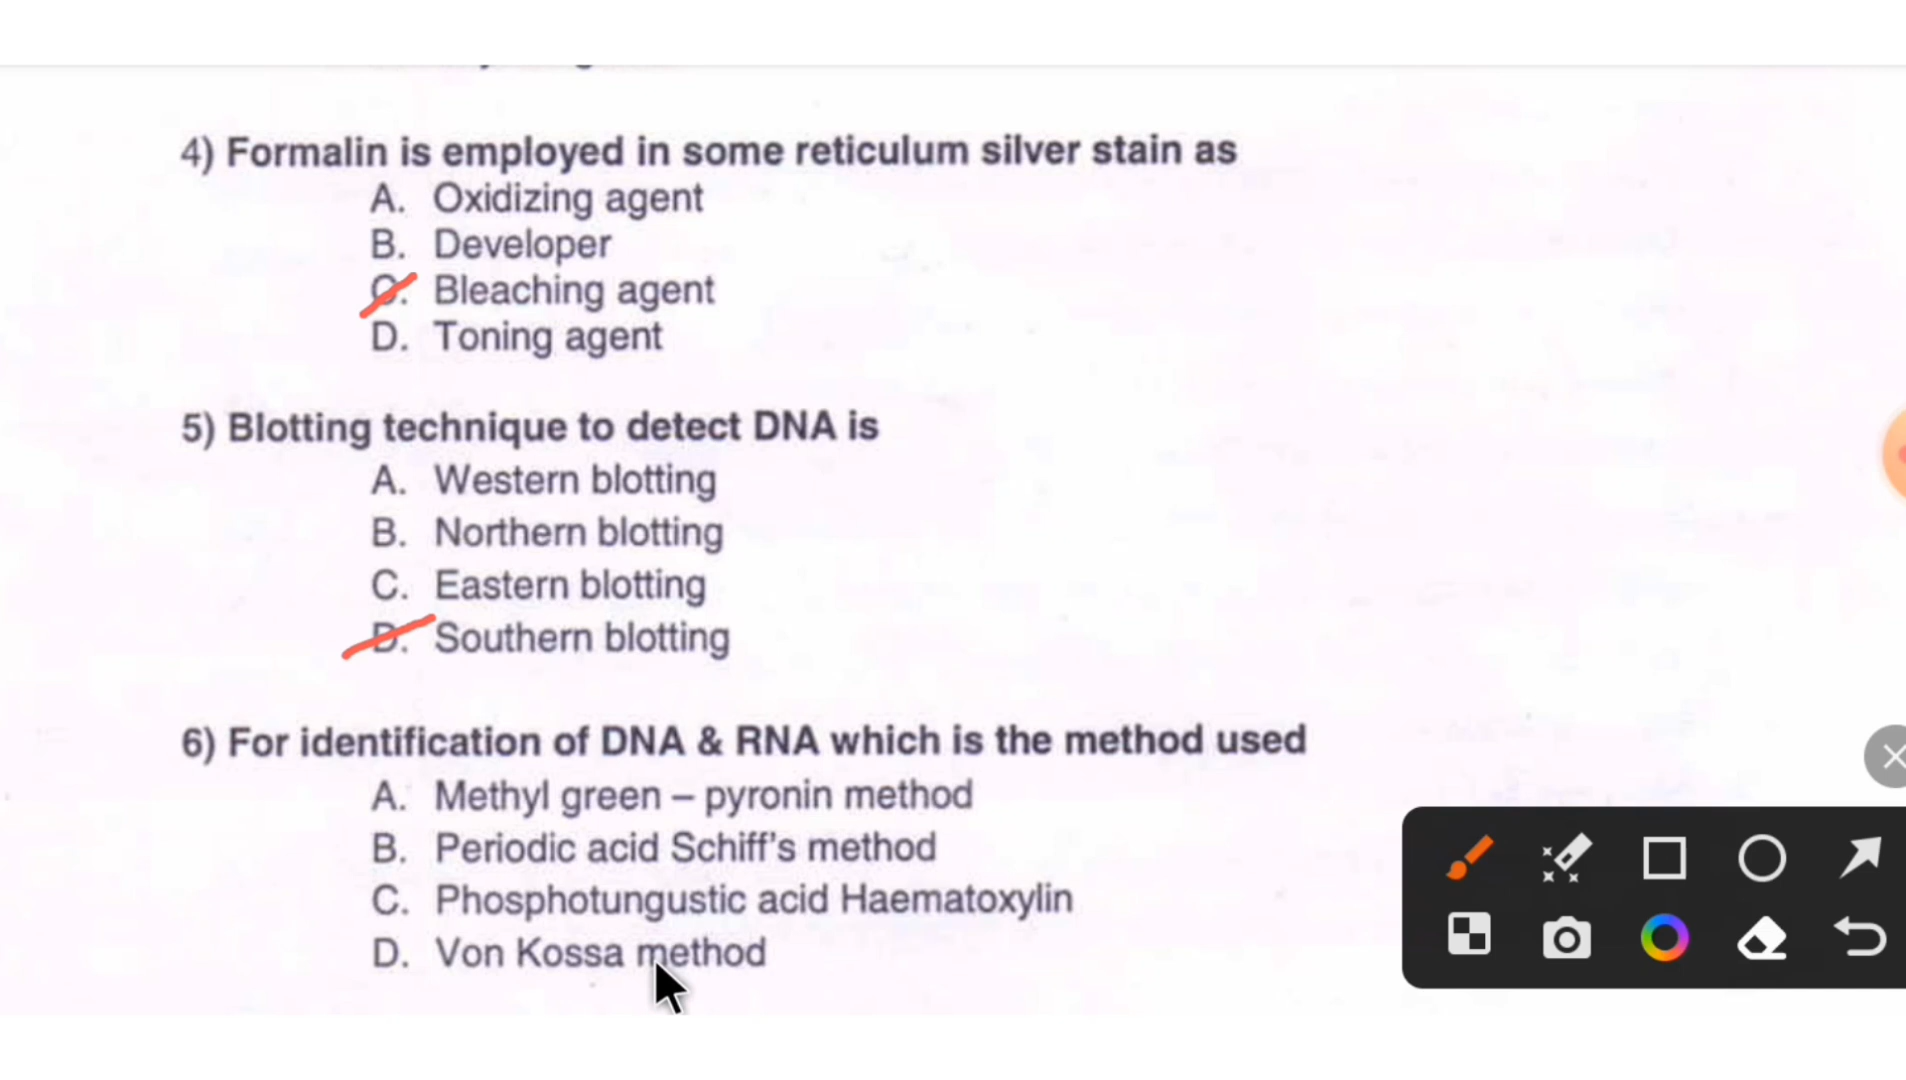 4) Formalin is employed in some reticulum silver stain as
A. Oxidizing agent
B. Developer
C. Bleaching agent
D. Toning agent
5) Blotting technique to detect DNA is
A. Western blotting
B. Northern blotting
C. Eastern blotting
D. Southern blotting
6) For identification of DNA & RNA which is the method used
A. Methyl green – pyronin method
B. Periodic acid Schiff's method
C. Phosphotungustic acid Haematoxylin
D. Von Kossa method